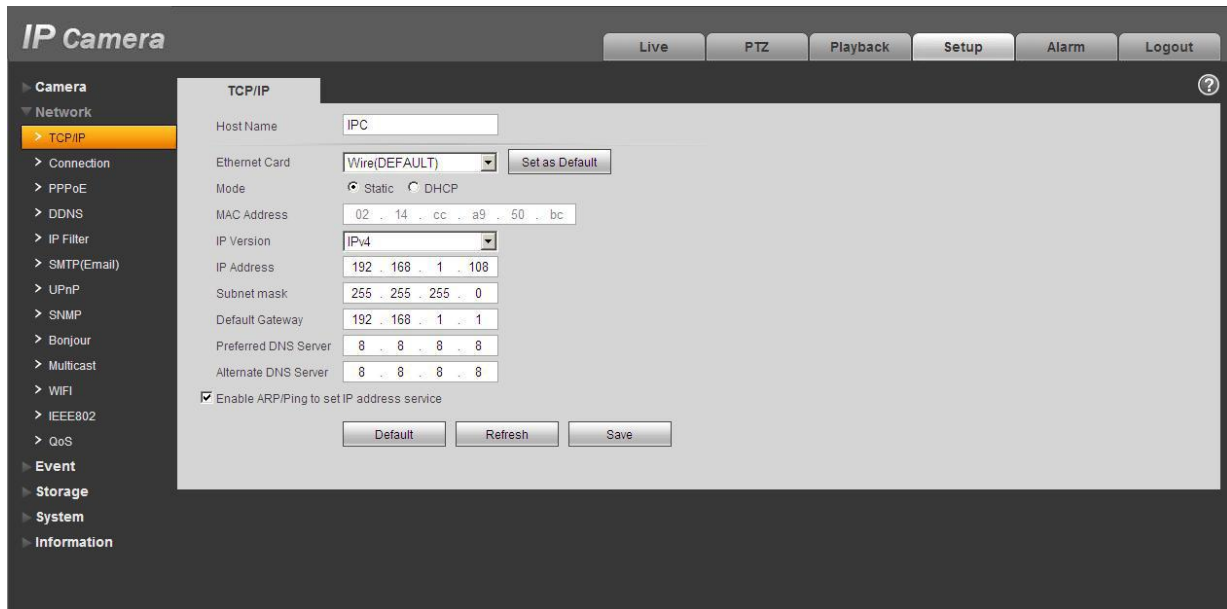 IP Camera
Live PTZ Playback Setup Alarm Logout
?
Camera
Network
TCP/IP
Connection
PPPoE
DDNS
IP Filter
SMTP(Email)
UPnP
SNMP
Bonjour
Multicast
WIFI
IEEE802
QoS
Event
Storage
System
Information
TCP/IP
Host Name IPC
Ethernet Card Wire(DEFAULT) Set as Default
Mode Static DHCP
MAC Address 02 . 14 . cc . a9 . 50 . bc
IP Version IPv4
IP Address 192 . 168 . 1 . 108
Subnet mask 255 . 255 . 255 . 0
Default Gateway 192 . 168 . 1 . 1
Preferred DNS Server 8 . 8 . 8 . 8
Alternate DNS Server 8 . 8 . 8 . 8
Enable ARP/Ping to set IP address service
Default Refresh Save